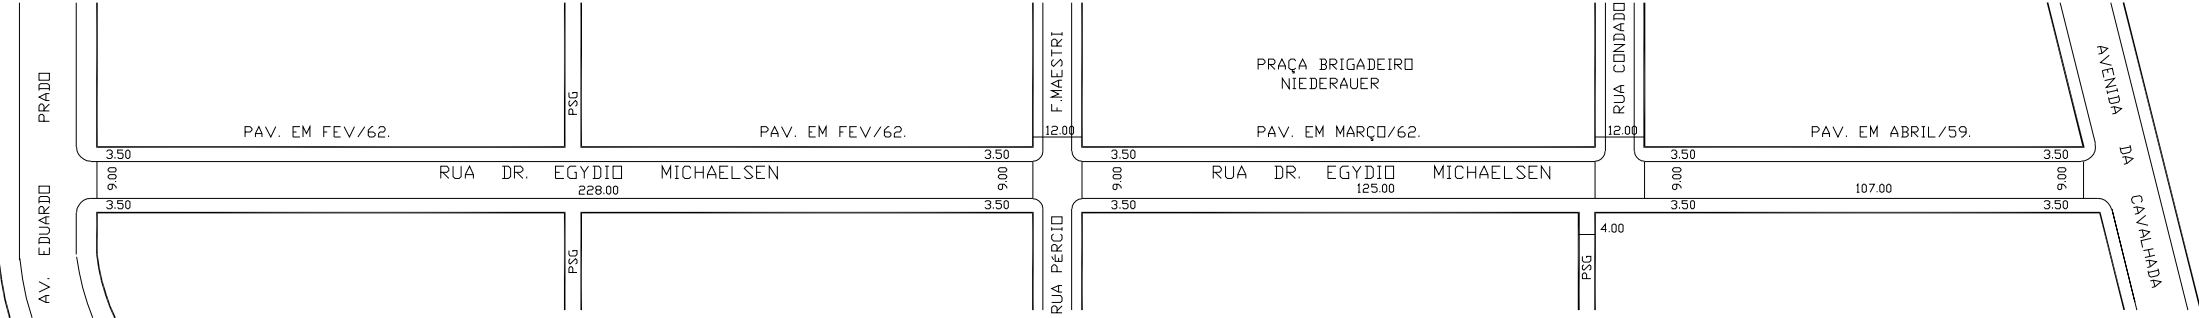 AV. EDUARDO PRADO
PSG
F.MAESTRI
PRAÇA BRIGADEIRO
NIEDERAUER
RUA CONDADO
AVENIDA DA CAVALHADA
PAV. EM FEV/62.
PAV. EM FEV/62.
12.00
PAV. EM MARÇO/62.
12.00
PAV. EM ABRIL/59.
3.50
3.50
3.50
3.50
3.50
9.00
RUA DR. EGYDIO MICHAELSEN
228.00
9.00
9.00
RUA DR. EGYDIO MICHAELSEN
125.00
9.00
107.00
9.00
3.50
3.50
3.50
3.50
3.50
PSG
RUA PÉRCIO
4.00
PSG